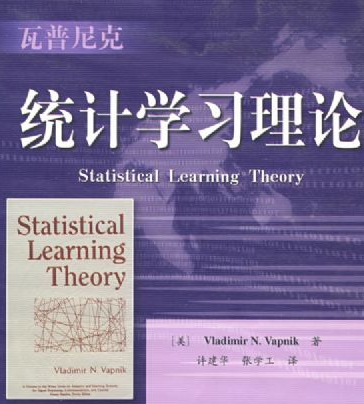 瓦普尼克
统计学习理论
Statistical Learning Theory
Statistical
Learning
Theory
Vladimir N. Vapnik
[美] Vladimir N. Vapnik 著
许建华 张学工 译